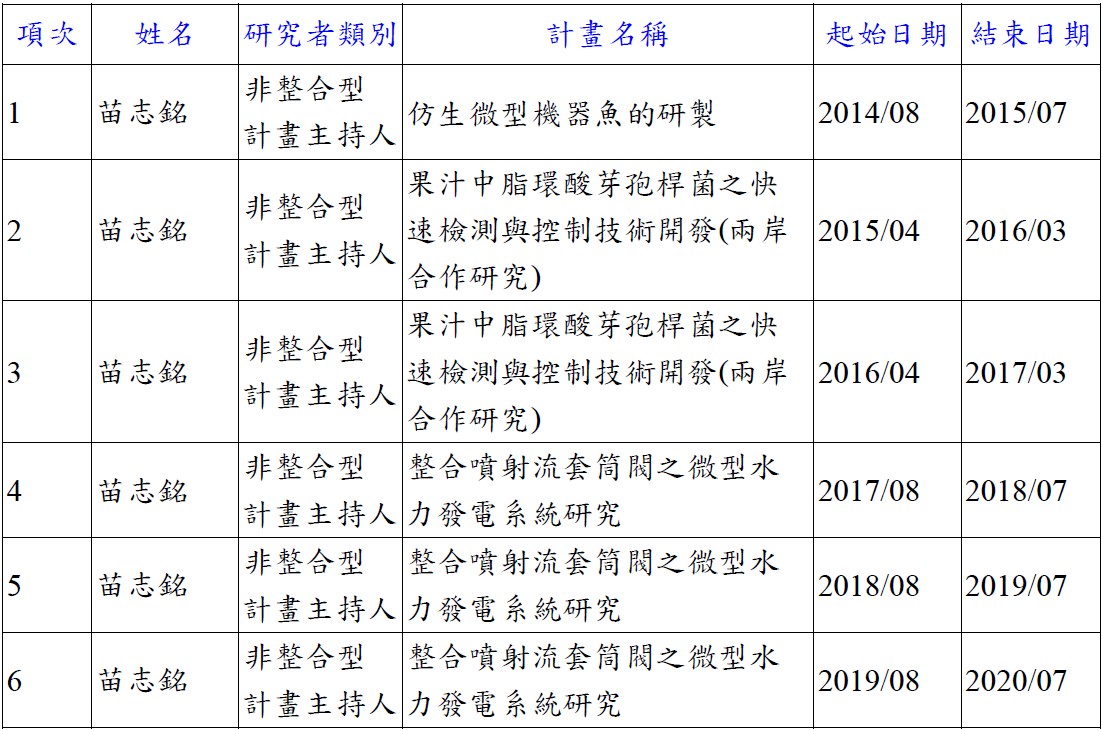 項次 姓名 研究者類別 計畫名稱 起始日期 結束日期
1 苗志銘 非整合型
計畫主持人 仿生微型機器魚的研製 2014/08 2015/07
2 苗志銘 非整合型
計畫主持人 果汁中脂環酸芽孢桿菌之快
速檢測與控制技術開發(兩岸
合作研究) 2015/04 2016/03
3 苗志銘 非整合型
計畫主持人 果汁中脂環酸芽孢桿菌之快
速檢測與控制技術開發(兩岸
合作研究) 2016/04 2017/03
4 苗志銘 非整合型
計畫主持人 整合噴射流套筒閥之微型水
力發電系統研究 2017/08 2018/07
5 苗志銘 非整合型
計畫主持人 整合噴射流套筒閥之微型水
力發電系統研究 2018/08 2019/07
6 苗志銘 非整合型
計畫主持人 整合噴射流套筒閥之微型水
力發電系統研究 2019/08 2020/07